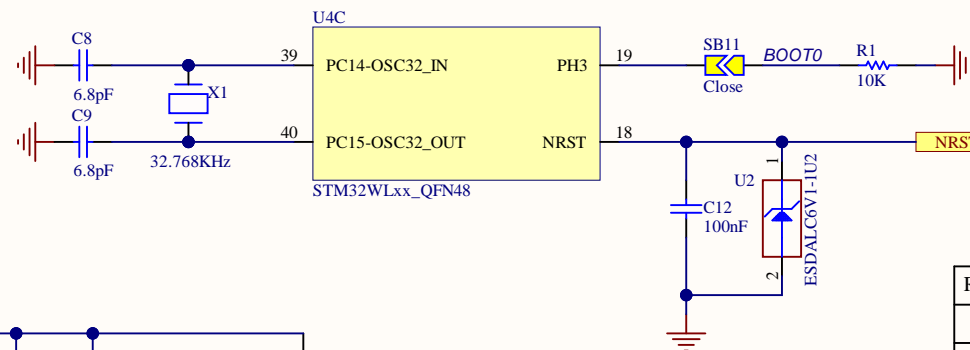 U4C
C8
6.8pF
X1
C9
6.8pF
32.768KHz
39
PC14-OSC32_IN
40
PC15-OSC32_OUT
PH3
19
NRST
18
STM32WLxx_QFN48
SB11
Close
BOOT0
R1
10K
NRST
C12
100nF
U2
1
2
ESDALC6V1-1U2